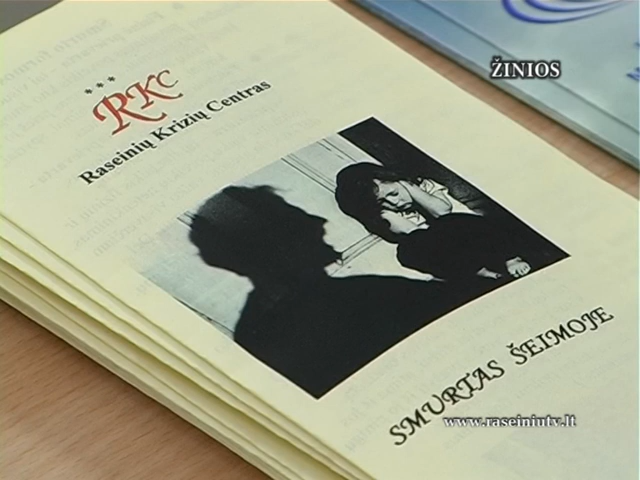 ŽINIOS
***
RKC
Raseinių Krizių Centras
SMURTAS ŠEIMOJE
www.raseiniutv.lt